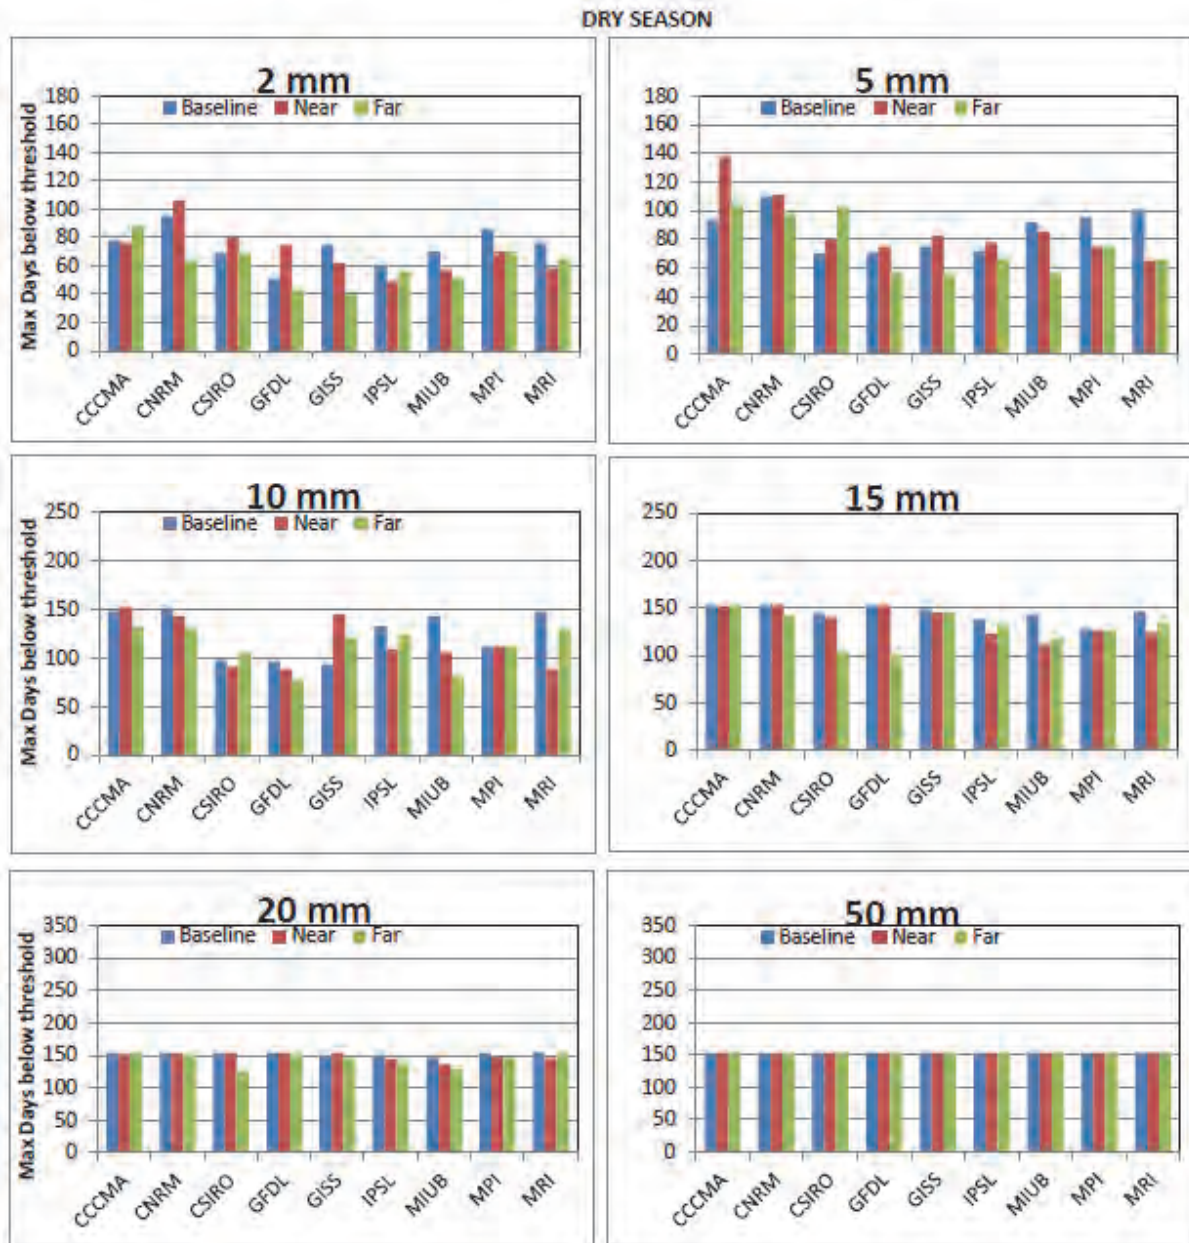 DRY SEASON
2 mm
Baseline Near Far
Max Days below threshold
180
160
140
120
100
80
60
40
20
0
CCCMA CNRM CSIRO GFDL GISS IPSL MIUB MPI MRI
5 mm
Baseline Near Far
180
160
140
120
100
80
60
40
20
0
CCCMA CNRM CSIRO GFDL GISS IPSL MIUB MPI MRI
10 mm
Baseline Near Far
Max Days below threshold
250
200
150
100
50
0
CCCMA CNRM CSIRO GFDL GISS IPSL MIUB MPI MRI
15 mm
250
200
150
100
50
0
CCCMA CNRM CSIRO GFDL GISS IPSL MIUB MPI MRI
20 mm
Baseline Near Far
Max Days below threshold
350
300
250
200
150
100
50
0
CCCMA CNRM CSIRO GFDL GISS IPSL MIUB MPI MRI
50 mm
Baseline Near Far
350
300
250
200
150
100
50
0
CCCMA CNRM CSIRO GFDL GISS IPSL MIUB MPI MRI